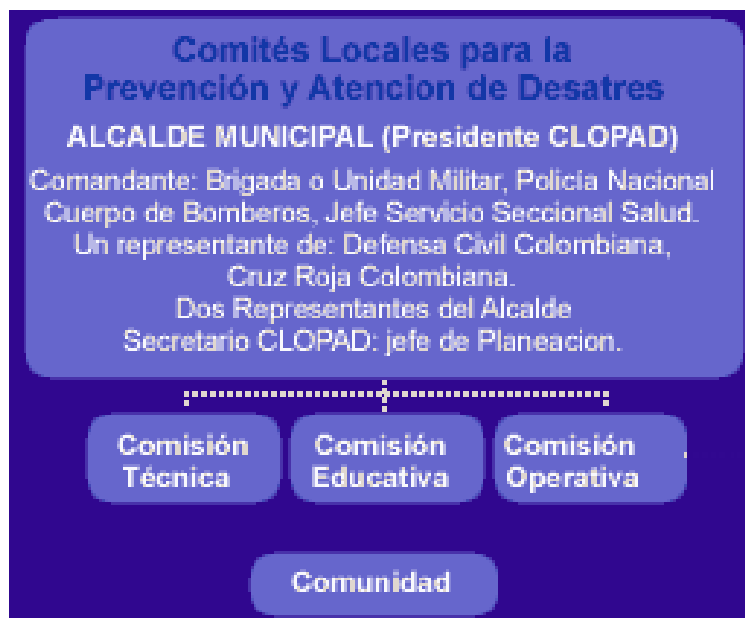 Comités Locales para la
Prevención y Atencion de Desatres
ALCALDE MUNICIPAL (Presidente CLOPAD)
Comandante: Brigada o Unidad Militar, Policía Nacional
Cuerpo de Bomberos, Jefe Servicio Seccional Salud.
Un representante de: Defensa Civil Colombiana,
Cruz Roja Colombiana.
Dos Representantes del Alcalde
Secretario CLOPAD: jefe de Planeacion.
Comisión
Técnica
Comisión
Educativa
Comisión
Operativa
Comunidad